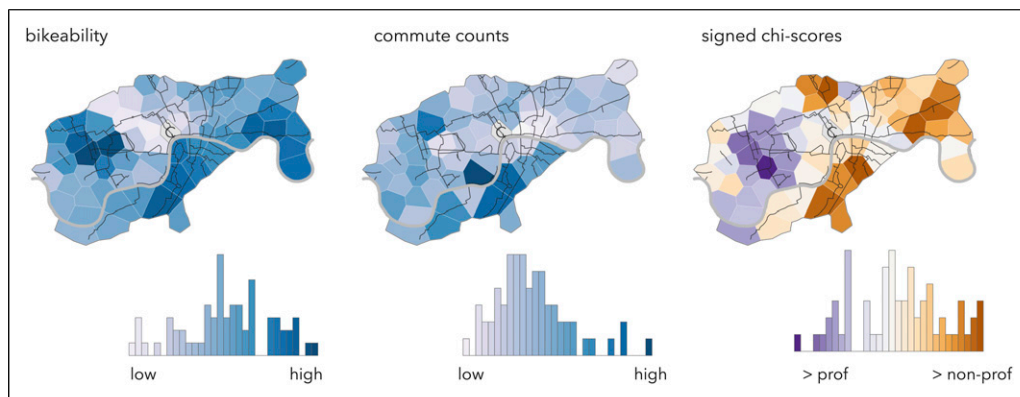 bikeability
commute counts
signed chi-scores
low high
low high
> prof > non-prof